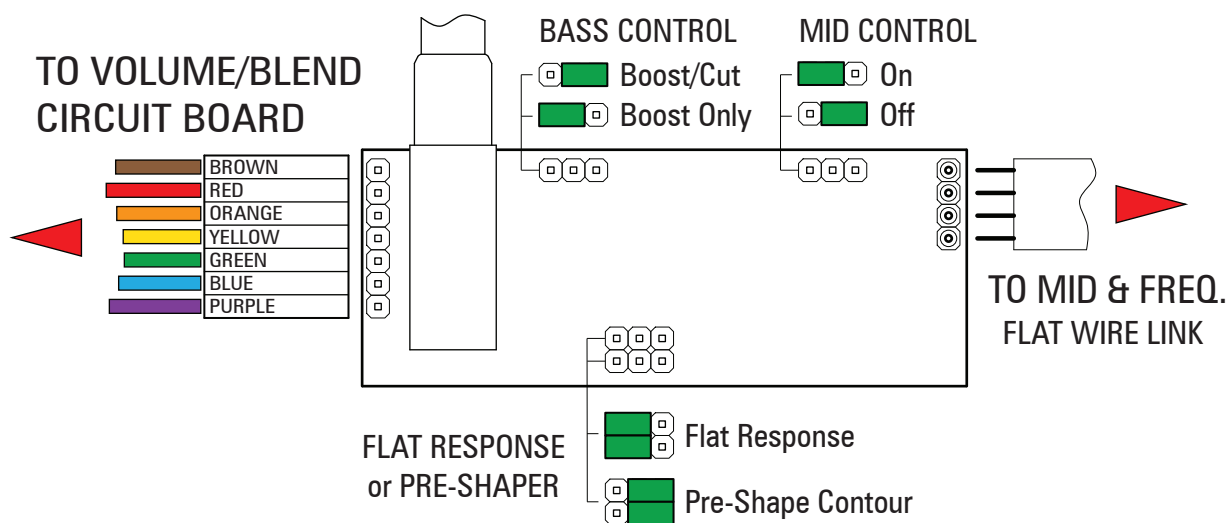 BASS CONTROL
Boost/Cut
Boost Only
MID CONTROL
On
Off
TO VOLUME/BLEND
CIRCUIT BOARD
BROWN
RED
ORANGE
YELLOW
GREEN
BLUE
PURPLE
TO MID & FREQ.
FLAT WIRE LINK
FLAT RESPONSE
or PRE-SHAPER
Flat Response
Pre-Shape Contour